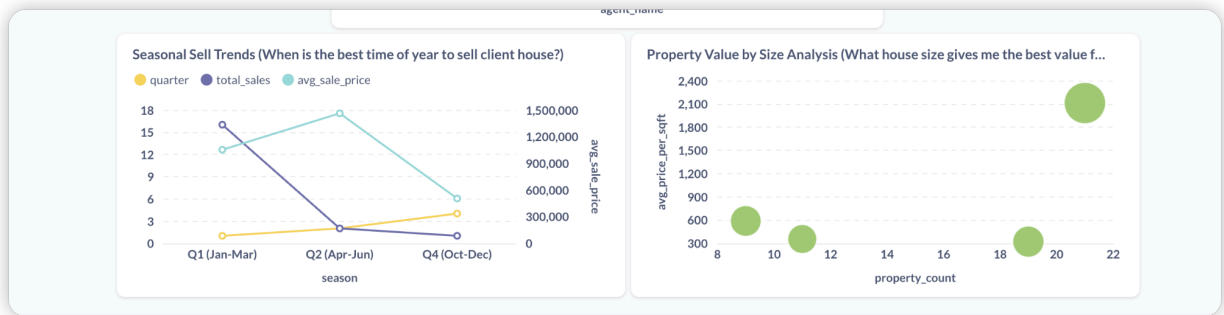 agent_name
Seasonal Sell Trends (When is the best time of year to sell client house?)
quarter total_sales avg_sale_price
18
15
12
9
6
3
0
1,500,000
1,200,000
900,000
600,000
300,000
0
avg_sale_price
Q1 (Jan-Mar) Q2 (Apr-Jun) Q4 (Oct-Dec)
season
Property Value by Size Analysis (What house size gives me the best value f...
2,400
2,100
1,800
1,500
1,200
900
600
300
avg_price_per_sqft
8 10 12 14 16 18 20 22
property_count